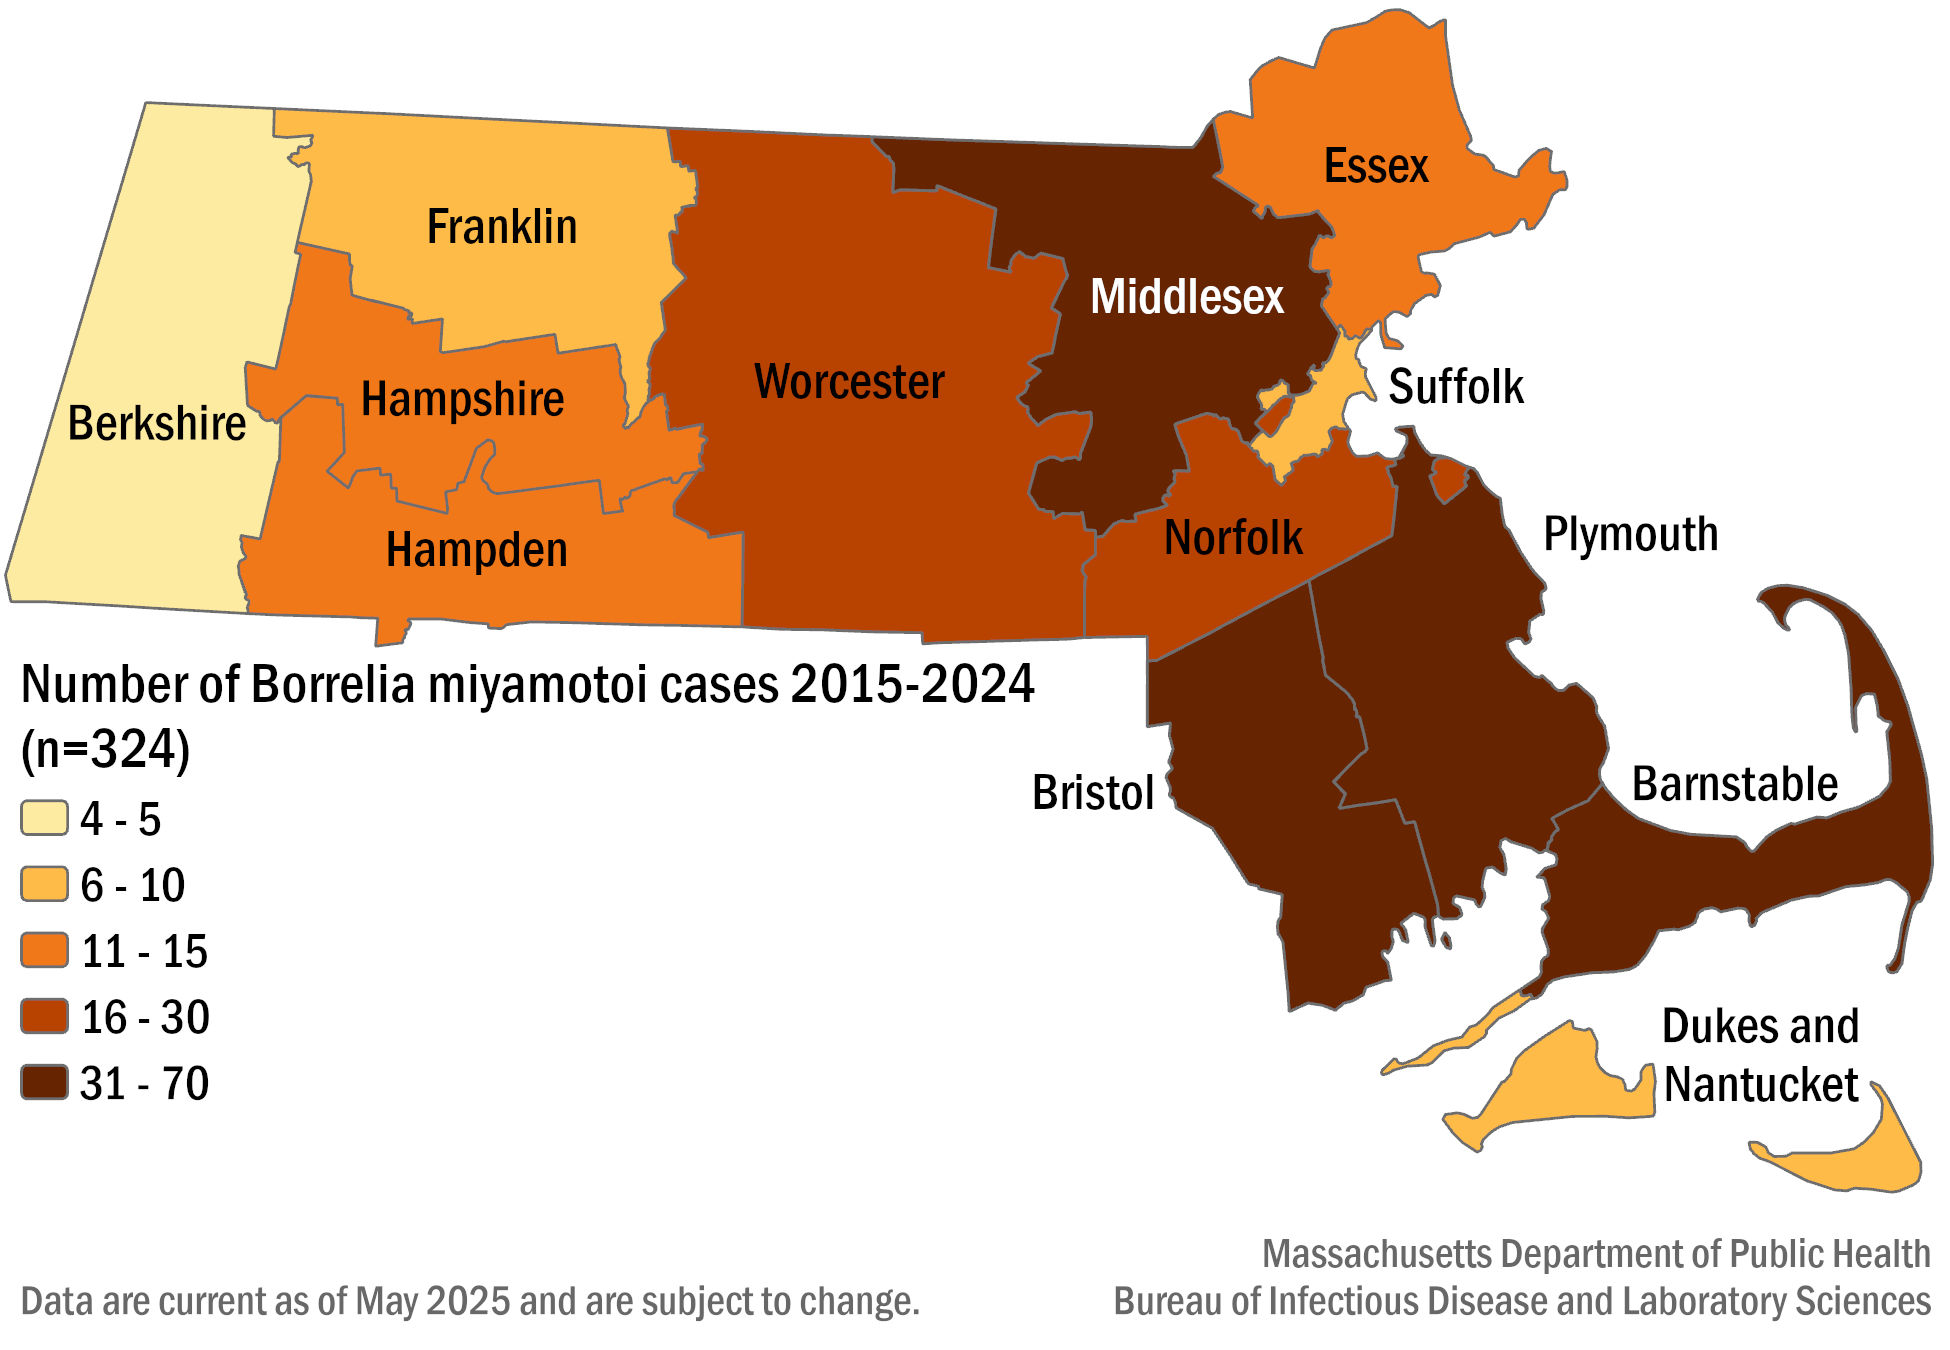 Essex
Franklin
Middlesex
Worcester
Suffolk
Hampshire
Berkshire
Plymouth
Norfolk
Hampden
Number of Borrelia miyamotoi cases 2015-2024
(n=324)
Bristol
Barnstable
4 - 5
6 - 10
11 - 15
16 - 30
31 - 70
Dukes and
Nantucket
Massachusetts Department of Public Health
Data are current as of May 2025 and are subject to change.
Bureau of Infectious Disease and Laboratory Sciences